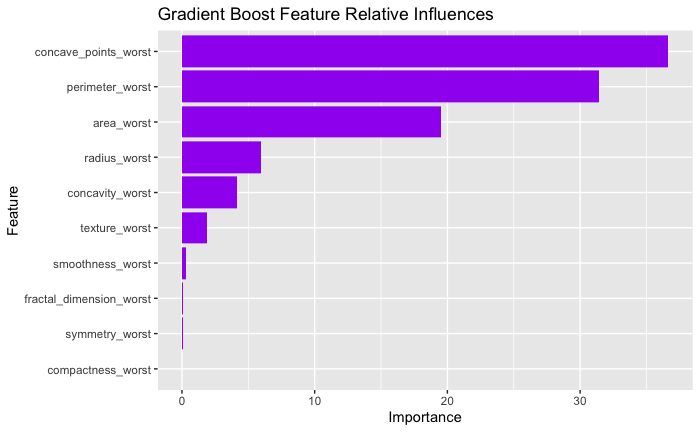 Gradient Boost Feature Relative Influences
concave_points_worst
perimeter_worst
area_worst
radius_worst
concavity_worst
texture_worst
smoothness_worst
fractal_dimension_worst
symmetry_worst
compactness_worst
Feature
0 10 20 30
Importance